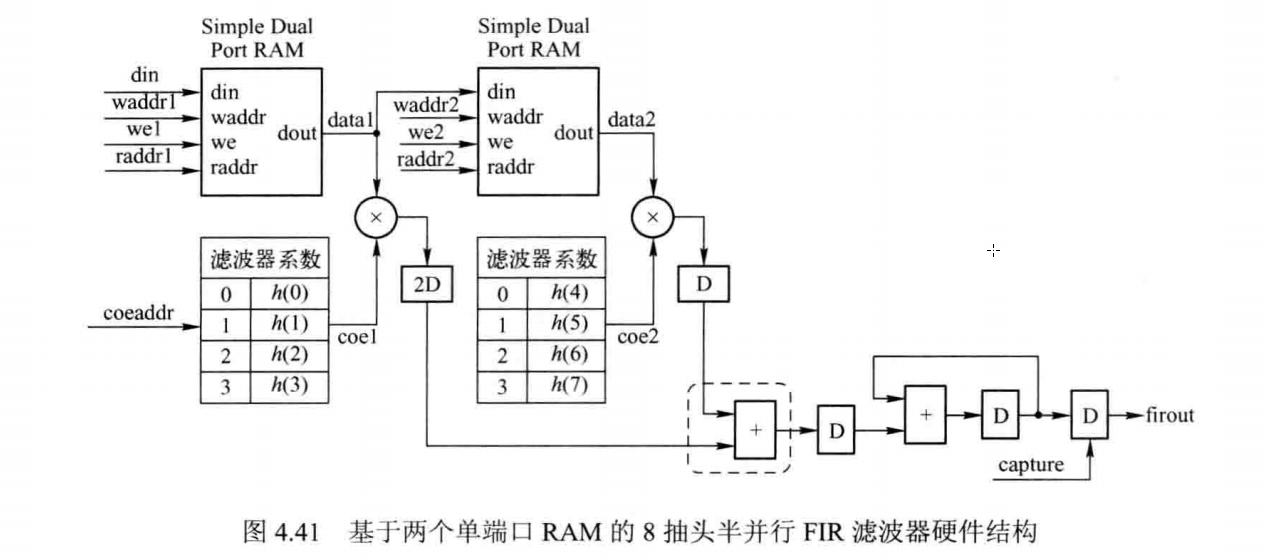 Simple Dual
Port RAM
Simple Dual
Port RAM
din
waddr1
we1
raddr1
din
waddr
we
raddr
dout
data1
waddr2
we2
raddr2
din
waddr
we
raddr
dout
data2
×
×
滤波器系数
0 h(0)
1 h(1)
2 h(2)
3 h(3)
coeaddr
coe1
2D
滤波器系数
0 h(4)
1 h(5)
2 h(6)
3 h(7)
coe2
D
+
D
+
D
D
firout
capture
图 4.41 基于两个单端口 RAM 的 8 抽头半并行 FIR 滤波器硬件结构